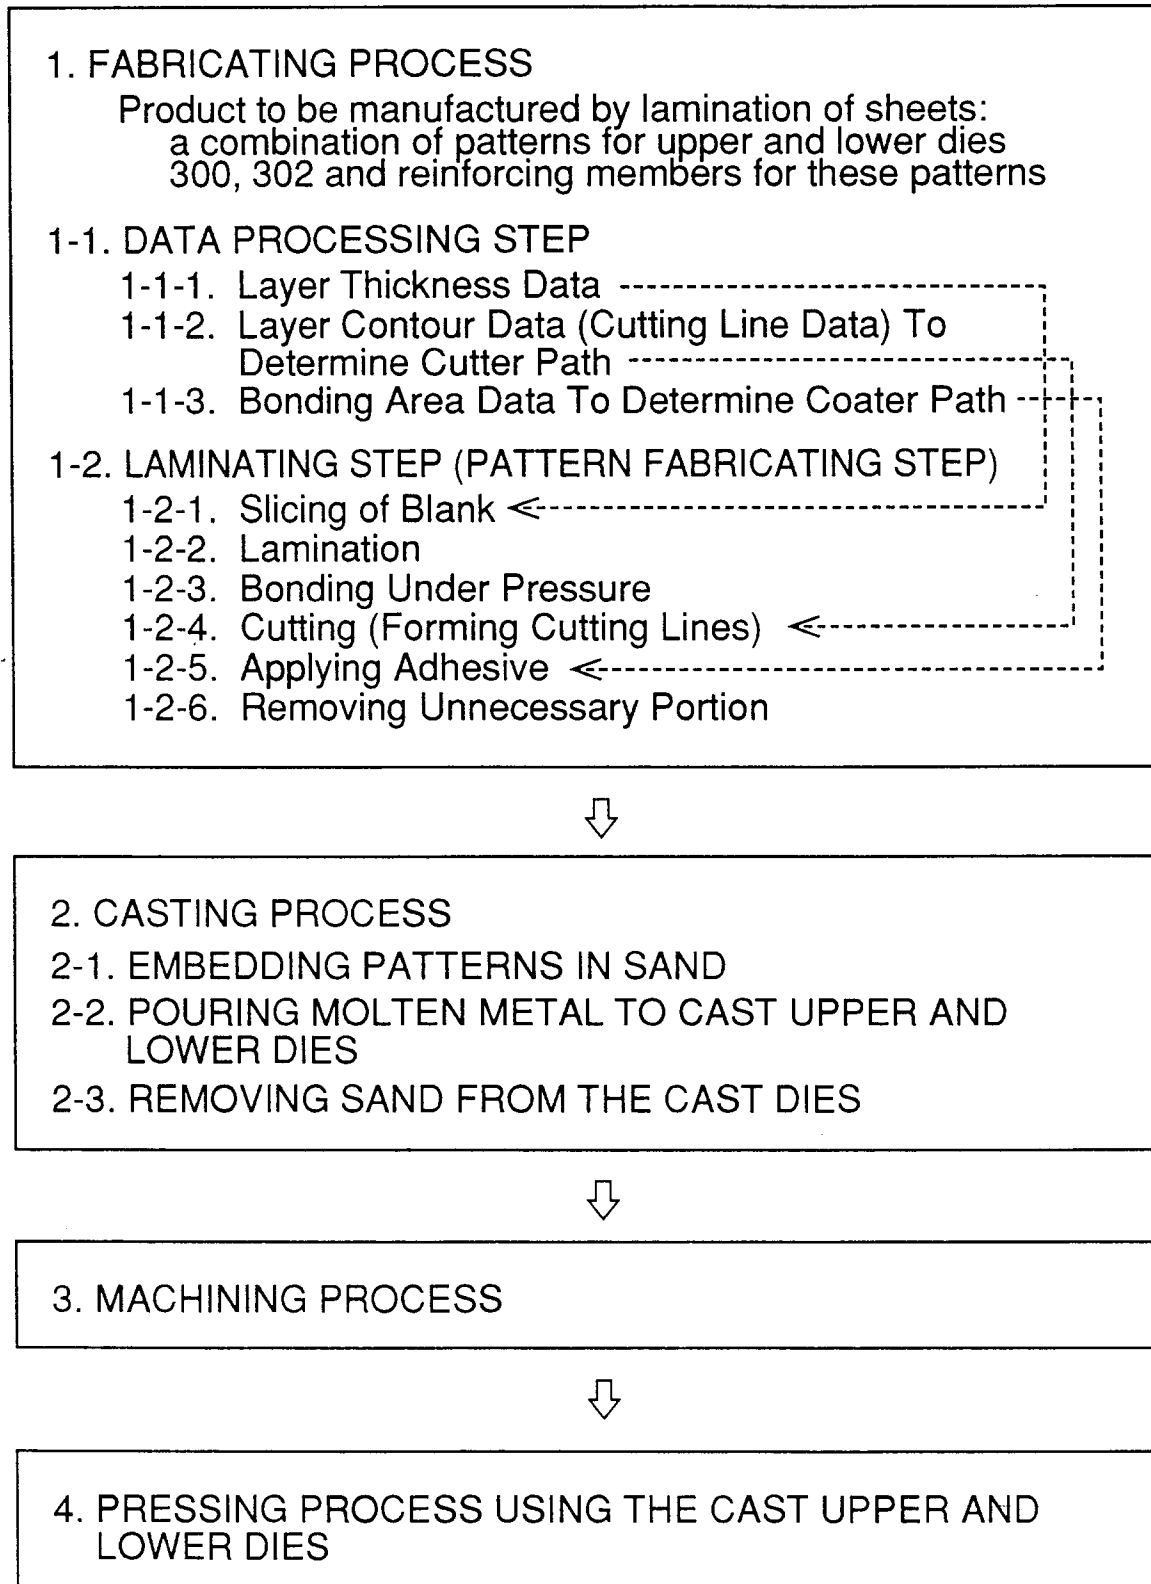 1. FABRICATING PROCESS
Product to be manufactured by lamination of sheets:
a combination of patterns for upper and lower dies
300, 302 and reinforcing members for these patterns
1-1. DATA PROCESSING STEP
1-1-1. Layer Thickness Data
1-1-2. Layer Contour Data (Cutting Line Data) To
Determine Cutter Path
1-1-3. Bonding Area Data To Determine Coater Path
1-2. LAMINATING STEP (PATTERN FABRICATING STEP)
1-2-1. Slicing of Blank
1-2-2. Lamination
1-2-3. Bonding Under Pressure
1-2-4. Cutting (Forming Cutting Lines)
1-2-5. Applying Adhesive
1-2-6. Removing Unnecessary Portion
2. CASTING PROCESS
2-1. EMBEDDING PATTERNS IN SAND
2-2. POURING MOLTEN METAL TO CAST UPPER AND
LOWER DIES
2-3. REMOVING SAND FROM THE CAST DIES
3. MACHINING PROCESS
4. PRESSING PROCESS USING THE CAST UPPER AND
LOWER DIES